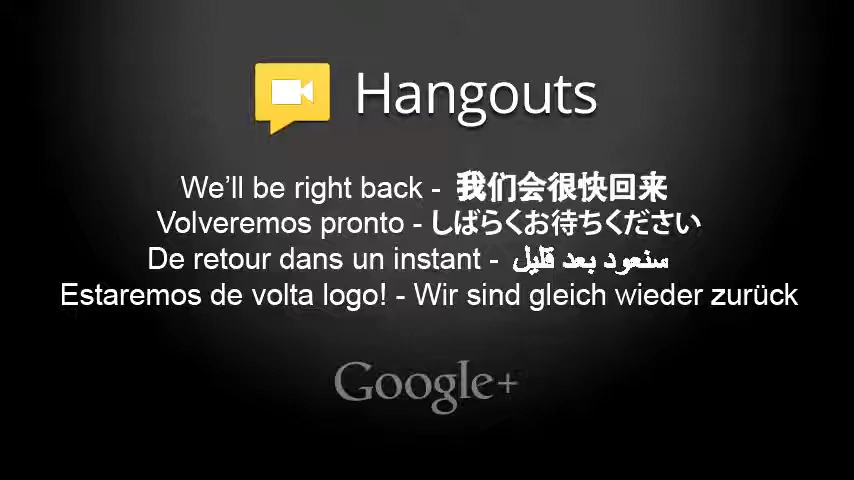 Hangouts
We'll be right back - 我们会很快回来
Volveremos pronto - しばらくお待ちください
De retour dans un instant - سنعود بعد قليل
Estaremos de volta logo! - Wir sind gleich wieder zurück
Google+